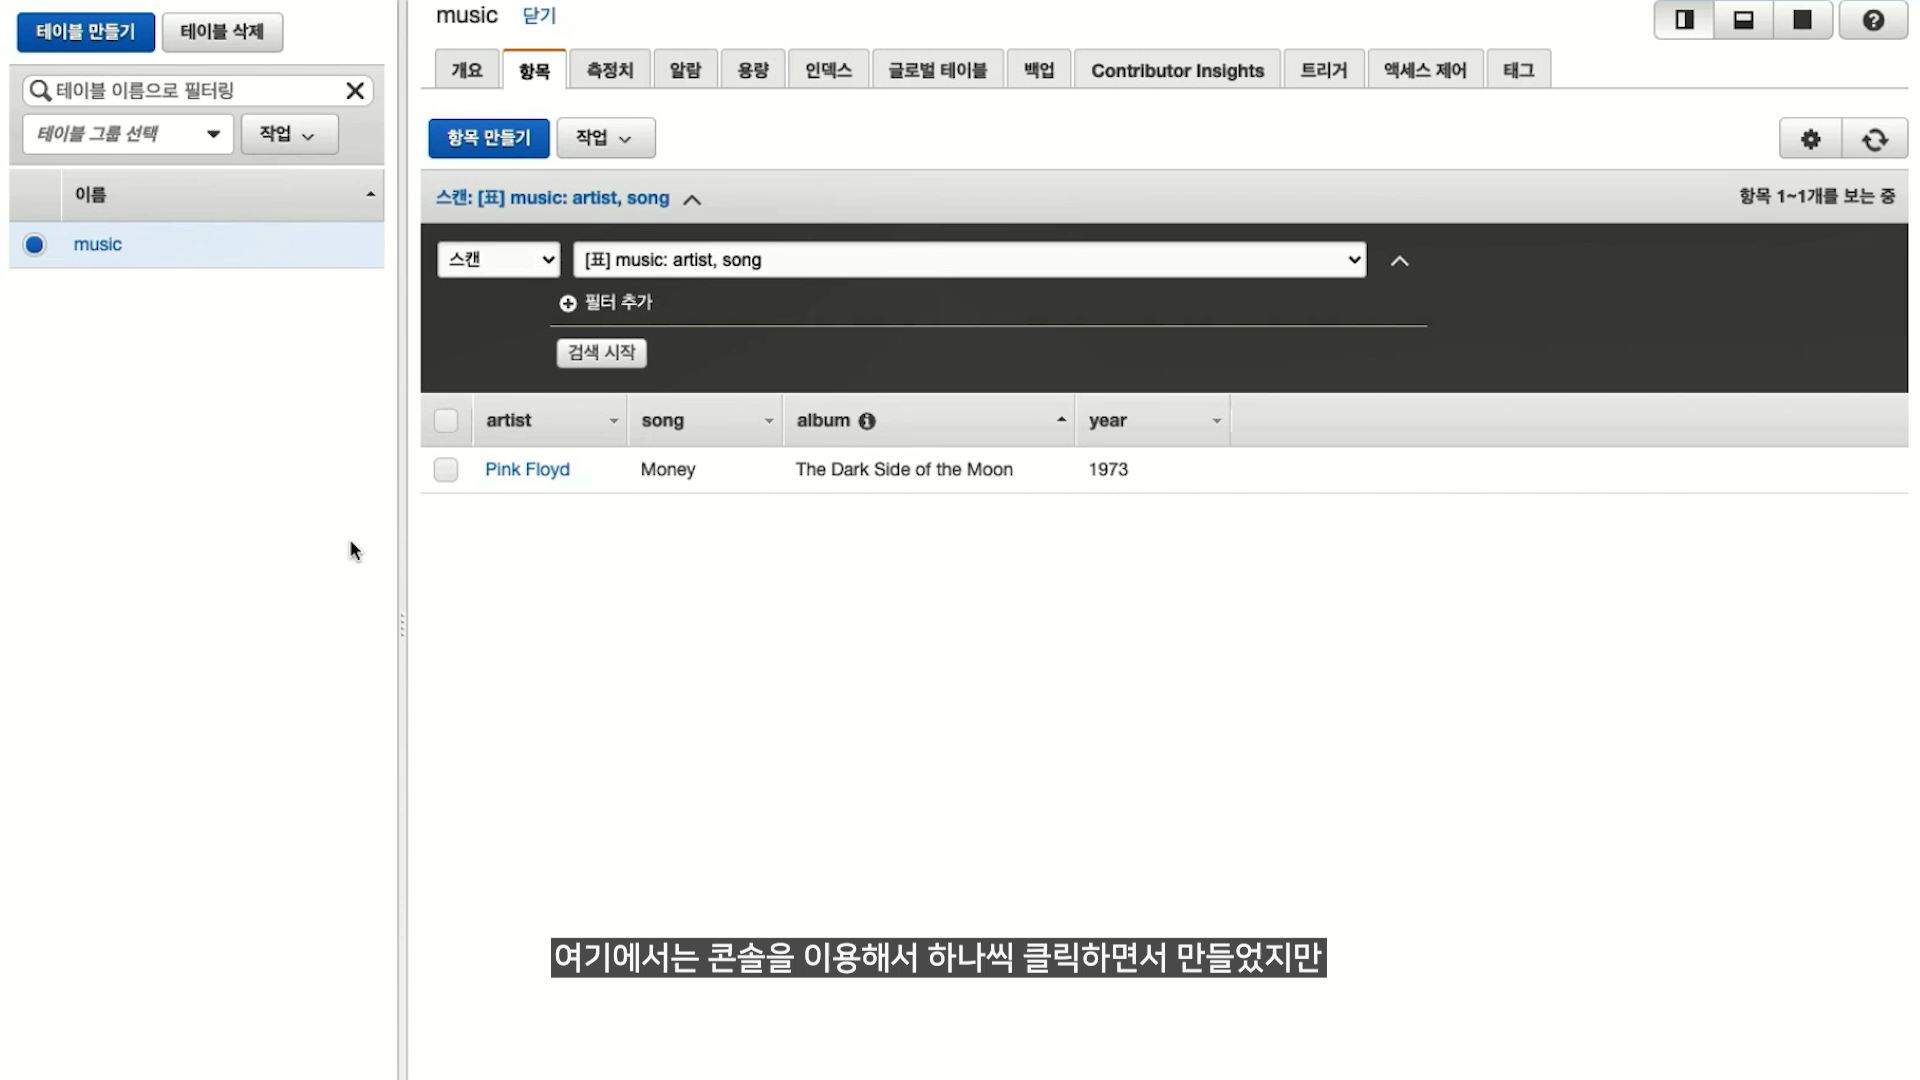 테이블 만들기
테이블 삭제
테이블 이름으로 필터링
테이블 그룹 선택
작업
이름
music
music 닫기
개요 항목 측정치 알람 용량 인덱스 글로벌 테이블 백업 Contributor Insights 트리거 액세스 제어 태그
항목 만들기 작업
스캔: [표] music: artist, song
항목 1~1개를 보는 중
스캔 [표] music: artist, song
필터 추가
검색 시작
artist song album year
Pink Floyd Money The Dark Side of the Moon 1973
여기에서는 콘솔을 이용해서 하나씩 클릭하면서 만들었지만